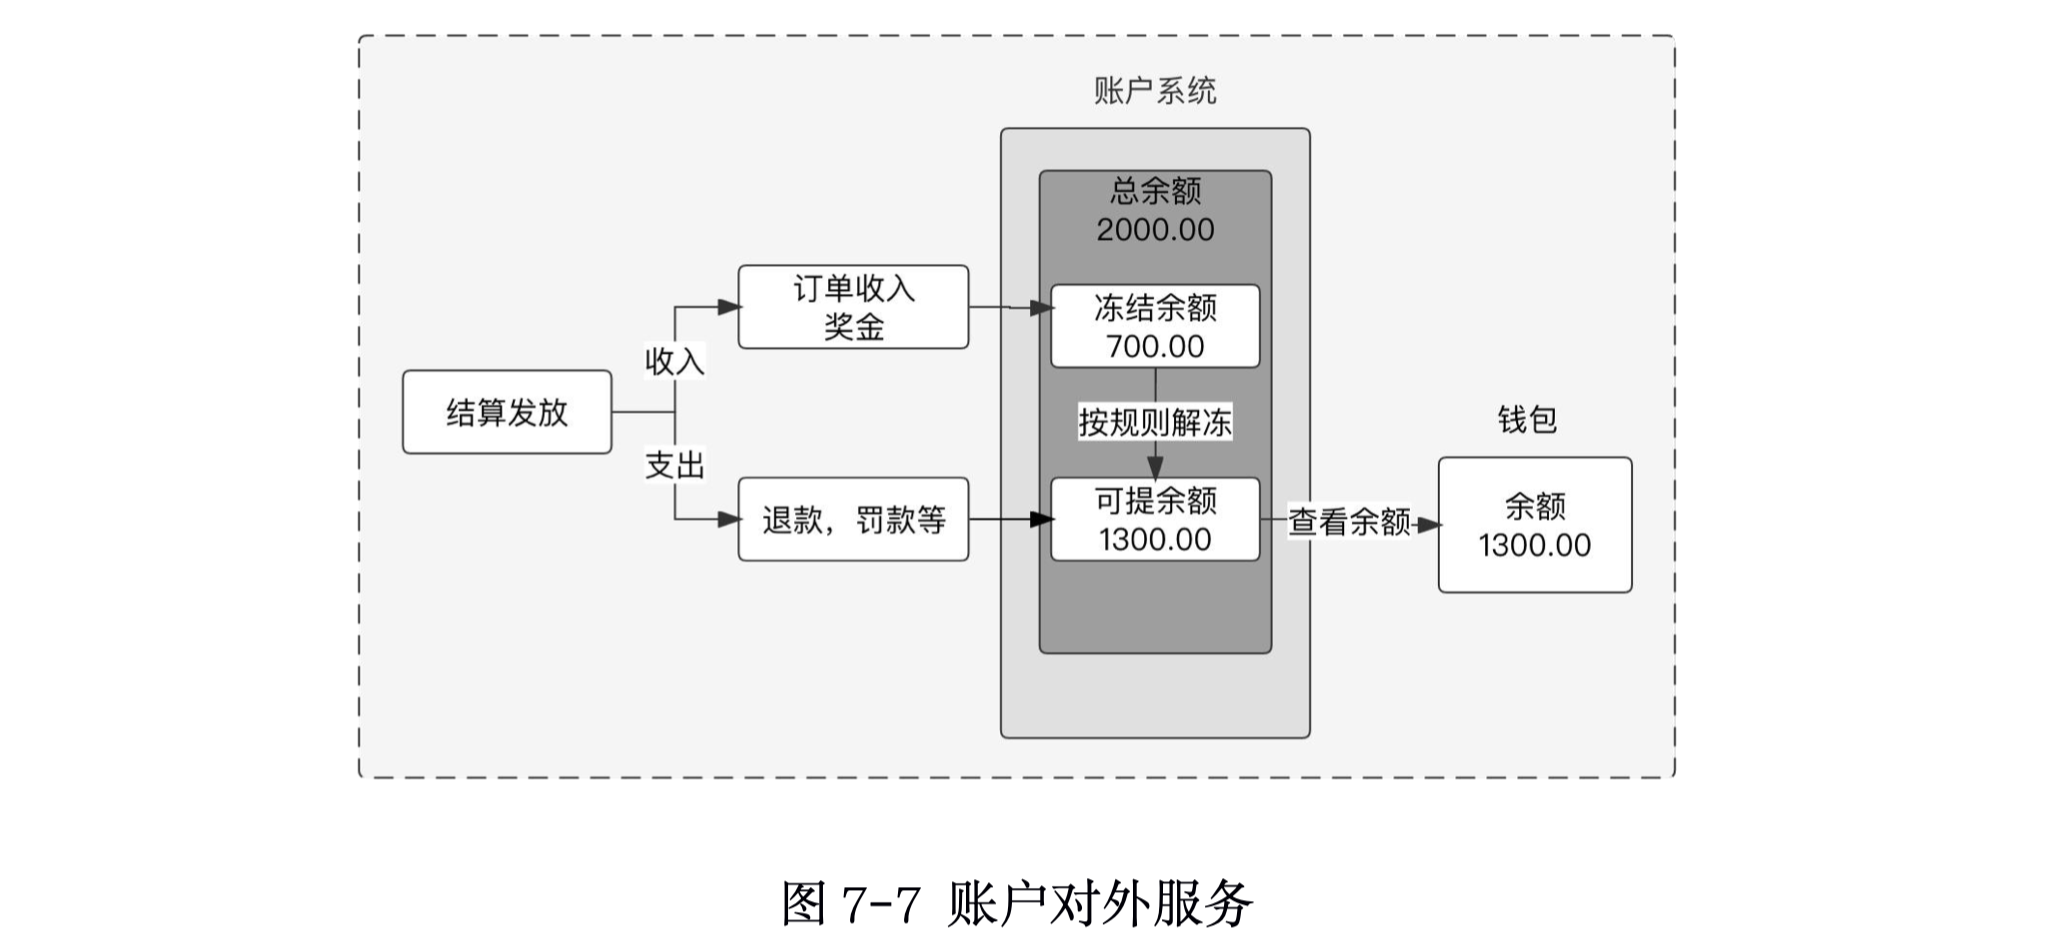 账户系统
总余额
2000.00
订单收入
奖金
冻结余额
700.00
收入
结算发放
按规则解冻
钱包
支出
退款，罚款等
可提余额
1300.00
查看余额
余额
1300.00
图 7-7 账户对外服务